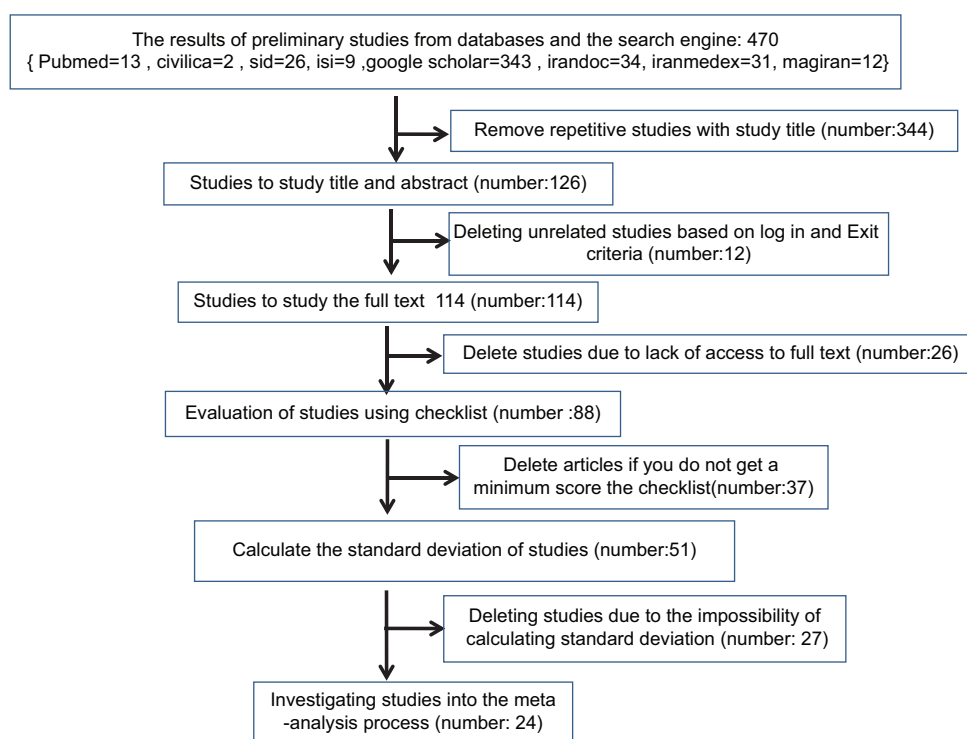 The results of preliminary studies from databases and the search engine: 470
{ Pubmed=13 , civilica=2 , sid=26, isi=9 ,google scholar=343 , irandoc=34, iranmedex=31, magiran=12}
Remove repetitive studies with study title (number:344)
Studies to study title and abstract (number:126)
Deleting unrelated studies based on log in and Exit
criteria (number:12)
Studies to study the full text  114 (number:114)
Delete studies due to lack of access to full text (number:26)
Evaluation of studies using checklist (number :88)
Delete articles if you do not get a
minimum score the checklist(number:37)
Calculate the standard deviation of studies (number:51)
Deleting studies due to the impossibility of
calculating standard deviation (number: 27)
Investigating studies into the meta
-analysis process (number: 24)